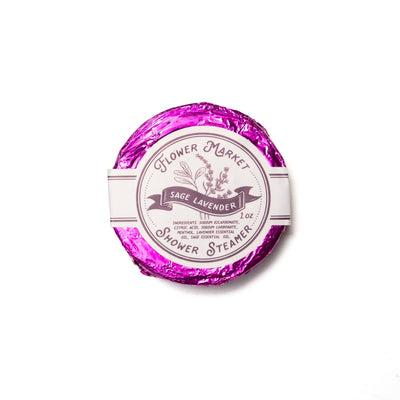 Flower Market
SAGE LAVENDER
1 oz
INGREDIENTS: SODIUM BICARBONATE,
CITRIC ACID, SODIUM CARBONATE,
MENTHOL, LAVENDER ESSENTIAL
OIL, SAGE ESSENTIAL OIL,
Shower Steamer